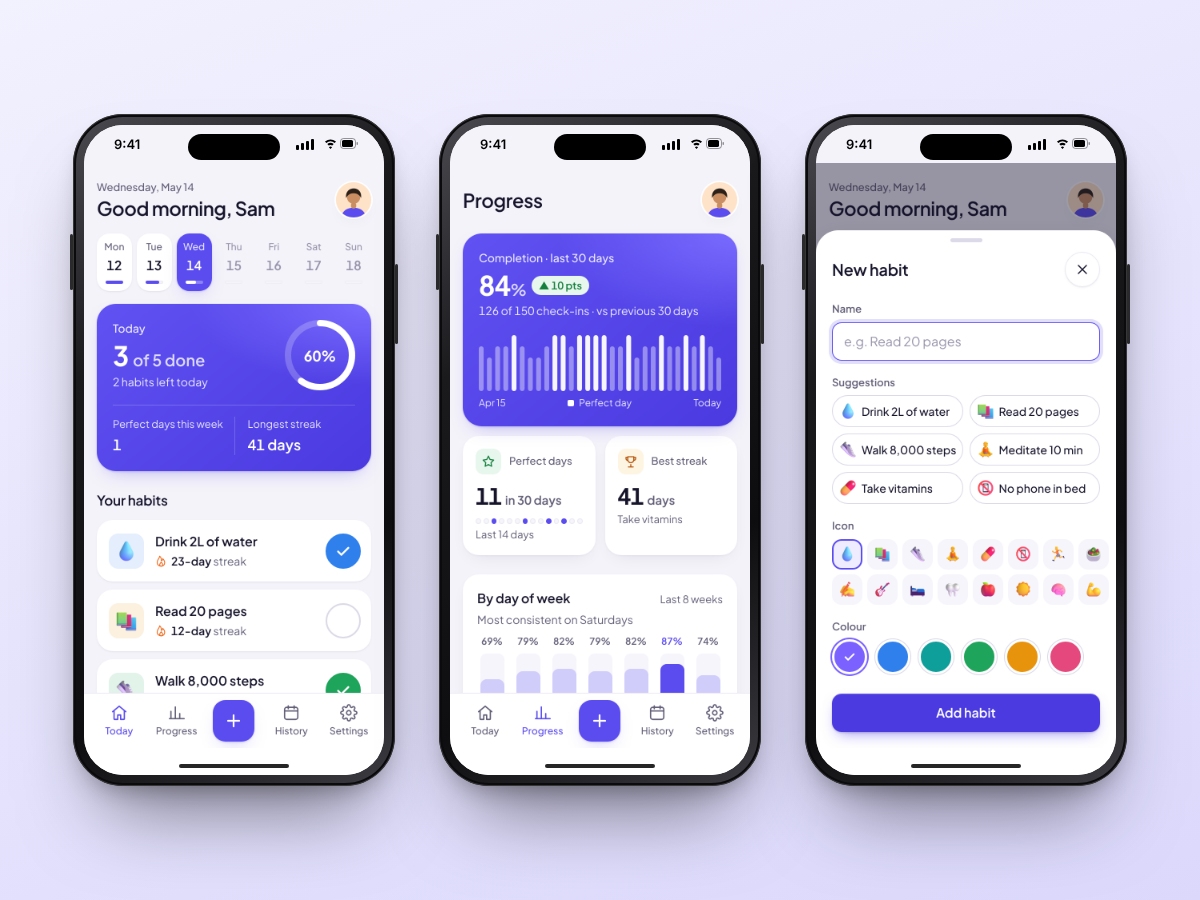 9:41
Wednesday, May 14
Good morning, Sam
Mon Tue Wed Thu Fri Sat Sun
12 13 14 15 16 17 18
Today
3 of 5 done
2 habits left today
60%
Perfect days this week
1
Longest streak
41 days
Your habits
Drink 2L of water
23-day streak
Read 20 pages
12-day streak
Walk 8,000 steps
Today Progress History Settings
9:41
Progress
Completion · last 30 days
84% ▲ 10 pts
126 of 150 check-ins · vs previous 30 days
Apr 15 Perfect day Today
Perfect days
11 in 30 days
Last 14 days
Best streak
41 days
Take vitamins
By day of week Last 8 weeks
Most consistent on Saturdays
69% 79% 82% 79% 82% 87% 74%
Today Progress History Settings
9:41
Wednesday, May 14
Good morning, Sam
New habit
Name
e.g. Read 20 pages
Suggestions
Drink 2L of water Read 20 pages
Walk 8,000 steps Meditate 10 min
Take vitamins No phone in bed
Icon
Colour
Add habit